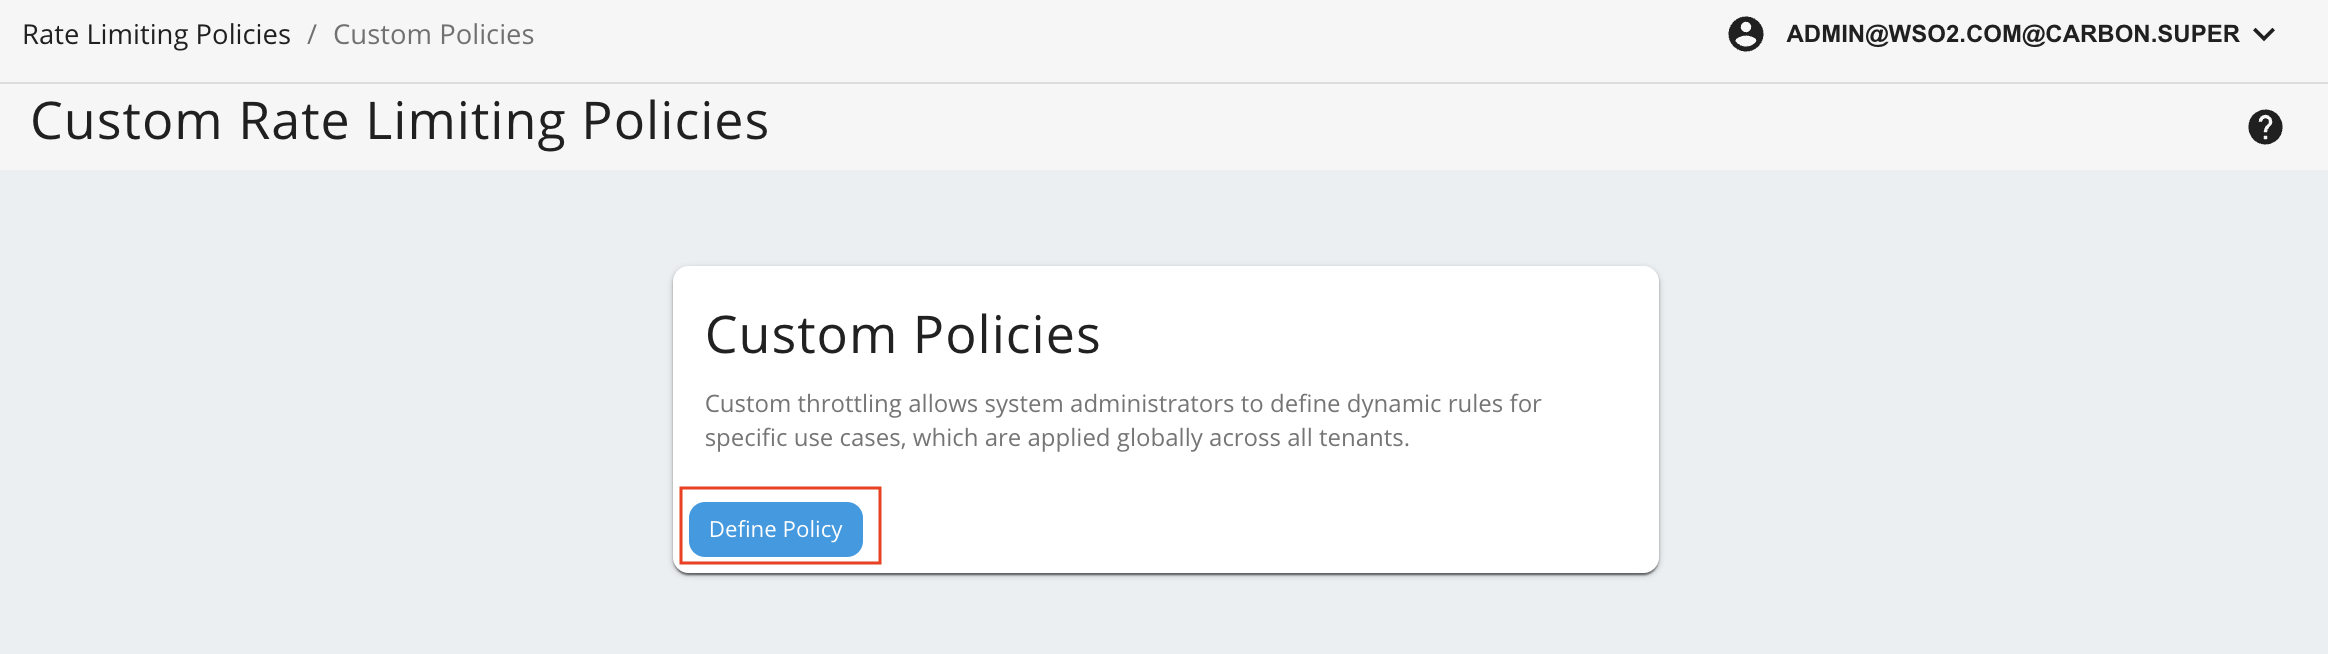 Rate Limiting Policies / Custom Policies
ADMIN@WSO2.COM@CARBON.SUPER
Custom Rate Limiting Policies
?
Custom Policies
Custom throttling allows system administrators to define dynamic rules for
specific use cases, which are applied globally across all tenants.
Define Policy